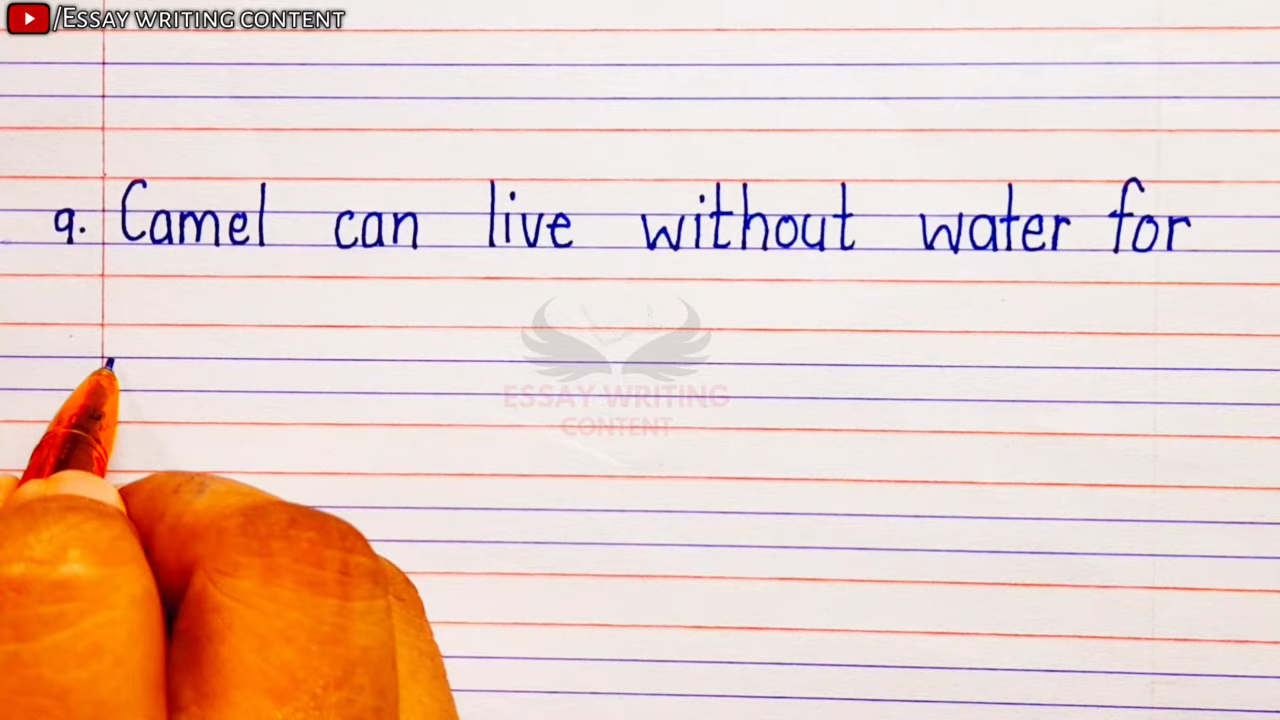 /Essay writing content
9. Camel can live without water for
ESSAY WRITING
CONTENT